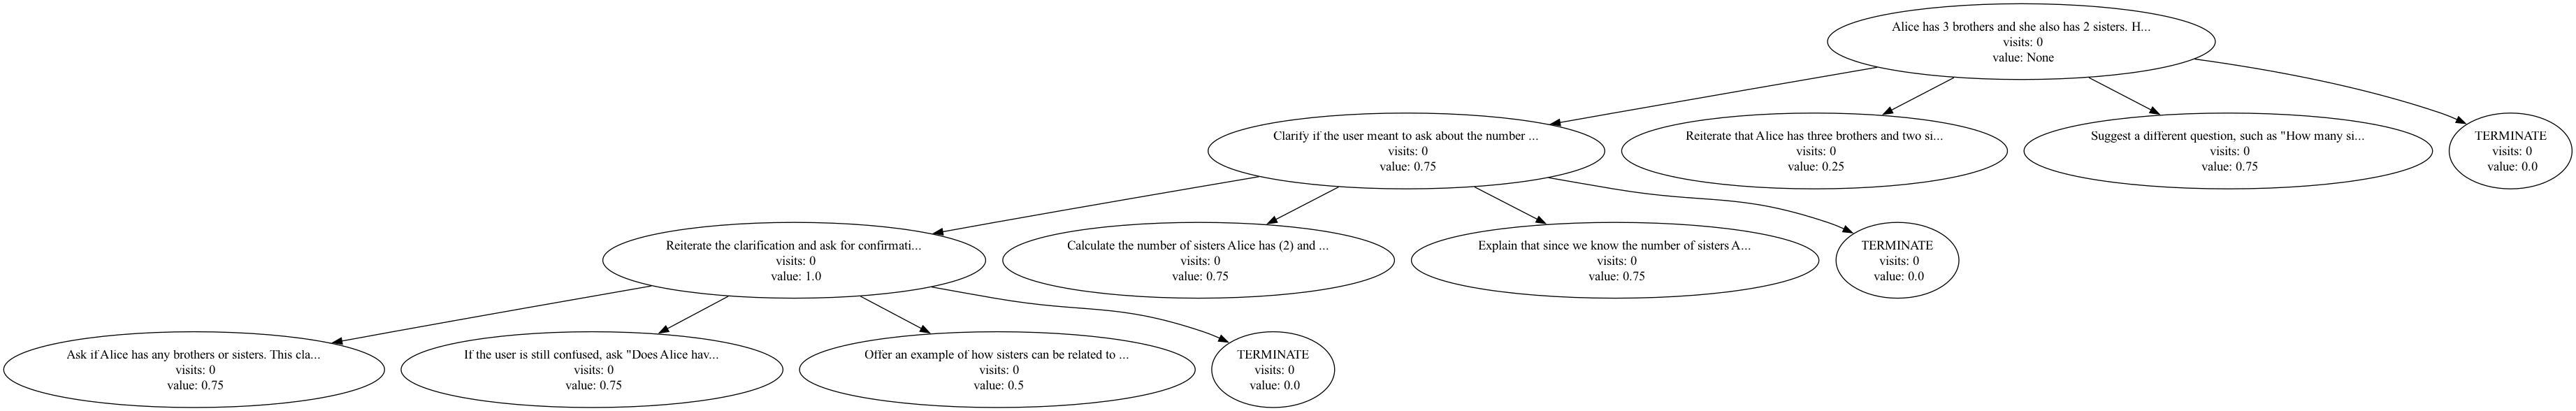 Alice has 3 brothers and she also has 2 sisters. H...
visits: 0
value: None
Clarify if the user meant to ask about the number ...
visits: 0
value: 0.75
Reiterate that Alice has three brothers and two si...
visits: 0
value: 0.25
Suggest a different question, such as "How many si...
visits: 0
value: 0.75
TERMINATE
visits: 0
value: 0.0
Reiterate the clarification and ask for confirmati...
visits: 0
value: 1.0
Calculate the number of sisters Alice has (2) and ...
visits: 0
value: 0.75
Explain that since we know the number of sisters A...
visits: 0
value: 0.75
TERMINATE
visits: 0
value: 0.0
Ask if Alice has any brothers or sisters. This cla...
visits: 0
value: 0.75
If the user is still confused, ask "Does Alice hav...
visits: 0
value: 0.75
Offer an example of how sisters can be related to ...
visits: 0
value: 0.5
TERMINATE
visits: 0
value: 0.0